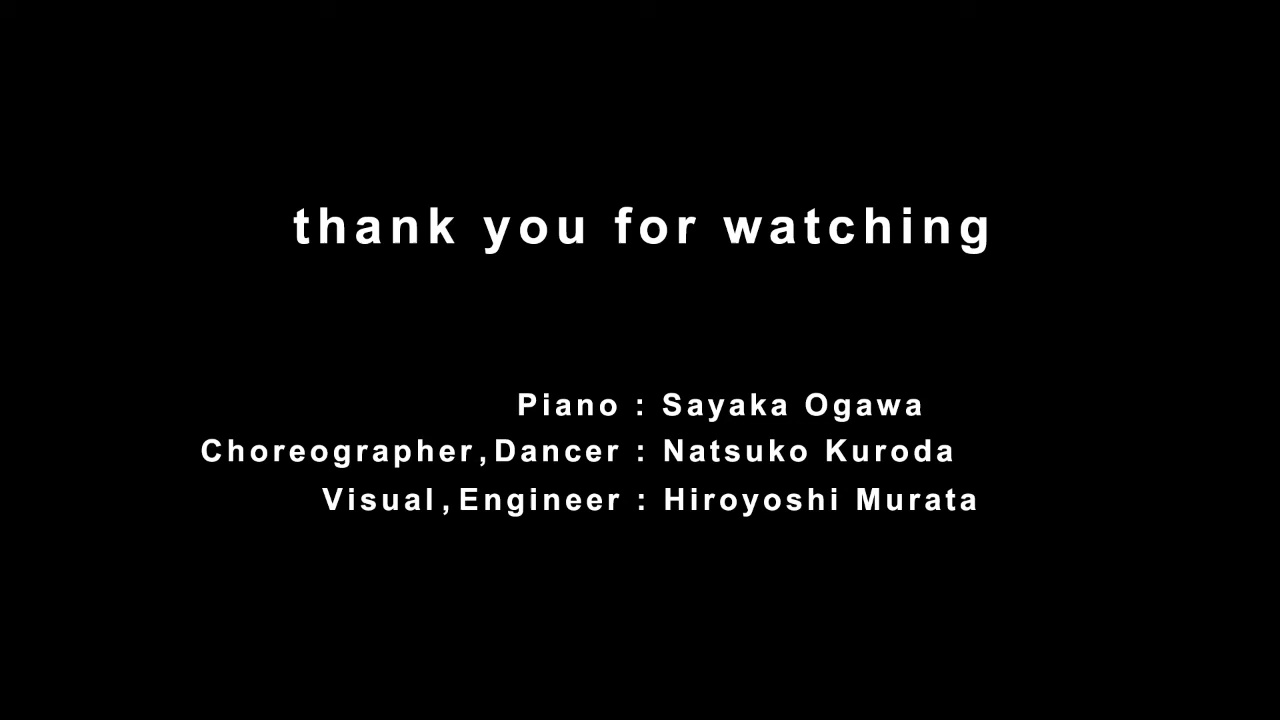 thank you for watching
Piano : Sayaka Ogawa
Choreographer,Dancer : Natsuko Kuroda
Visual,Engineer : Hiroyoshi Murata